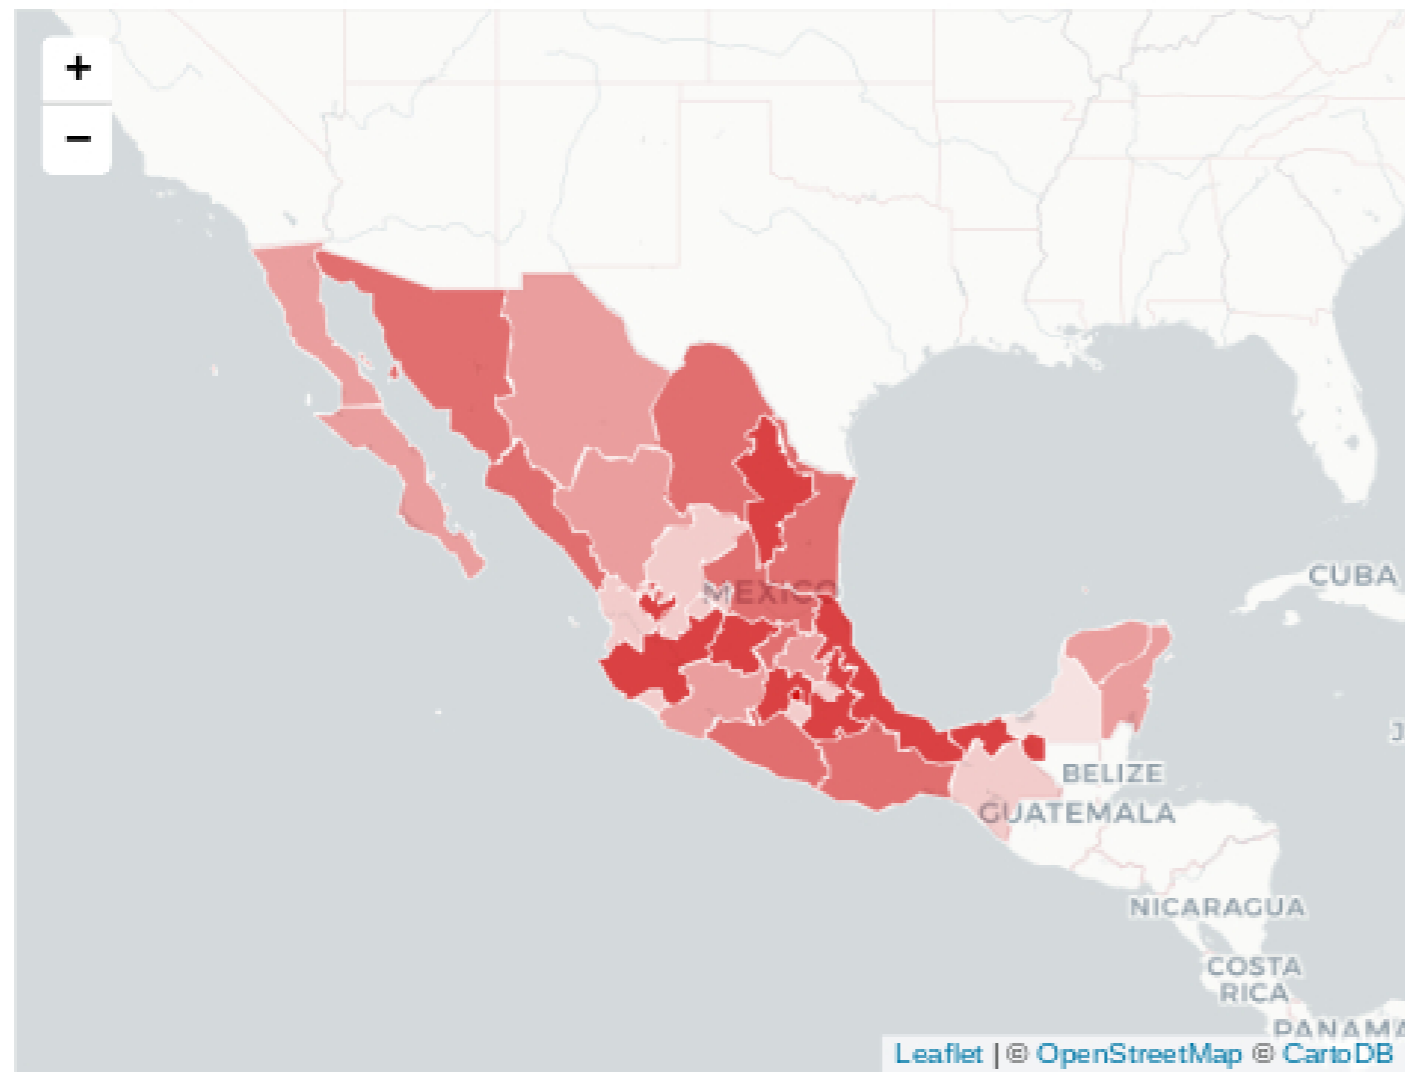 +
−
MEXICO
CUBA
J
BELIZE
GUATEMALA
NICARAGUA
COSTA
RICA
PANAMA
Leaflet | © OpenStreetMap © CartoDB